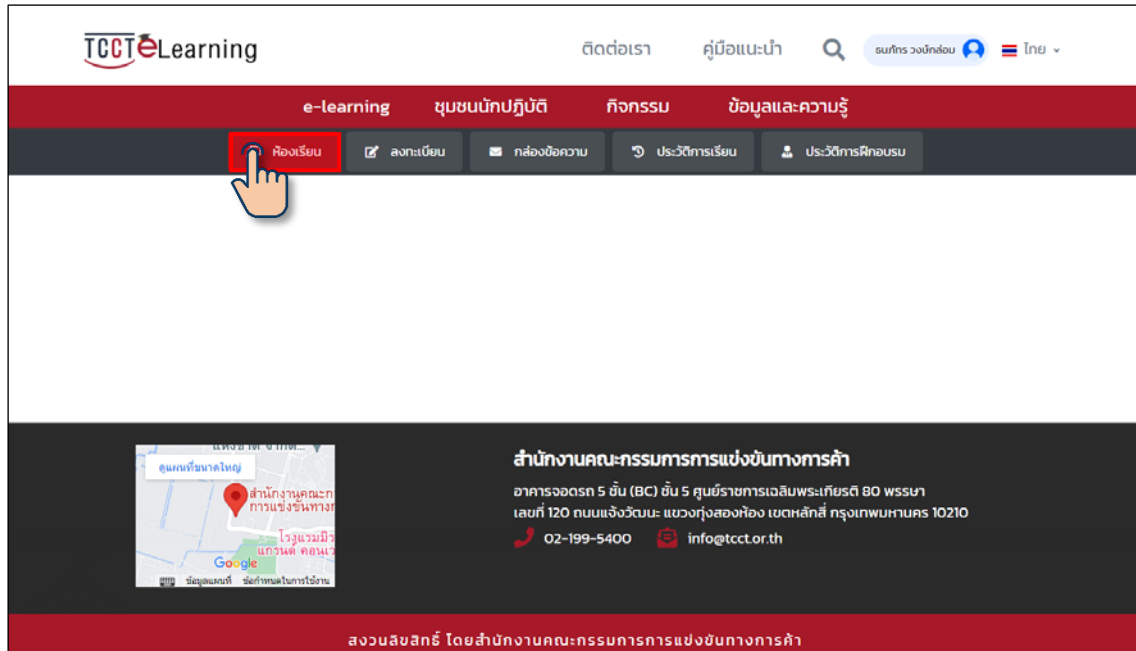 TCCT eLearning
ติดต่อเรา คู่มือแนะนำ ธนภัทร วงษ์กล่อม ไทย
e-learning ชุมชนนักปฏิบัติ กิจกรรม ข้อมูลและความรู้
ห้องเรียน ลงทะเบียน กล่องข้อความ ประวัติการเรียน ประวัติการฝึกอบรม
ดูแผนที่ขนาดใหญ่
สำนักงานคณะก
การแข่งขันทาง
โรงแรมมิ
แกรนด์ คอนเว
Google
ข้อมูลแผนที่ ข้อกำหนดในการใช้งาน
สำนักงานคณะกรรมการการแข่งขันทางการค้า
อาคารจอดรถ 5 ชั้น (BC) ชั้น 5 ศูนย์ราชการเฉลิมพระเกียรติ 80 พรรษา
เลขที่ 120 ถนนแจ้งวัฒนะ แขวงทุ่งสองห้อง เขตหลักสี่ กรุงเทพมหานคร 10210
02-199-5400 info@tcct.or.th
สงวนลิขสิทธิ์ โดยสำนักงานคณะกรรมการการแข่งขันทางการค้า